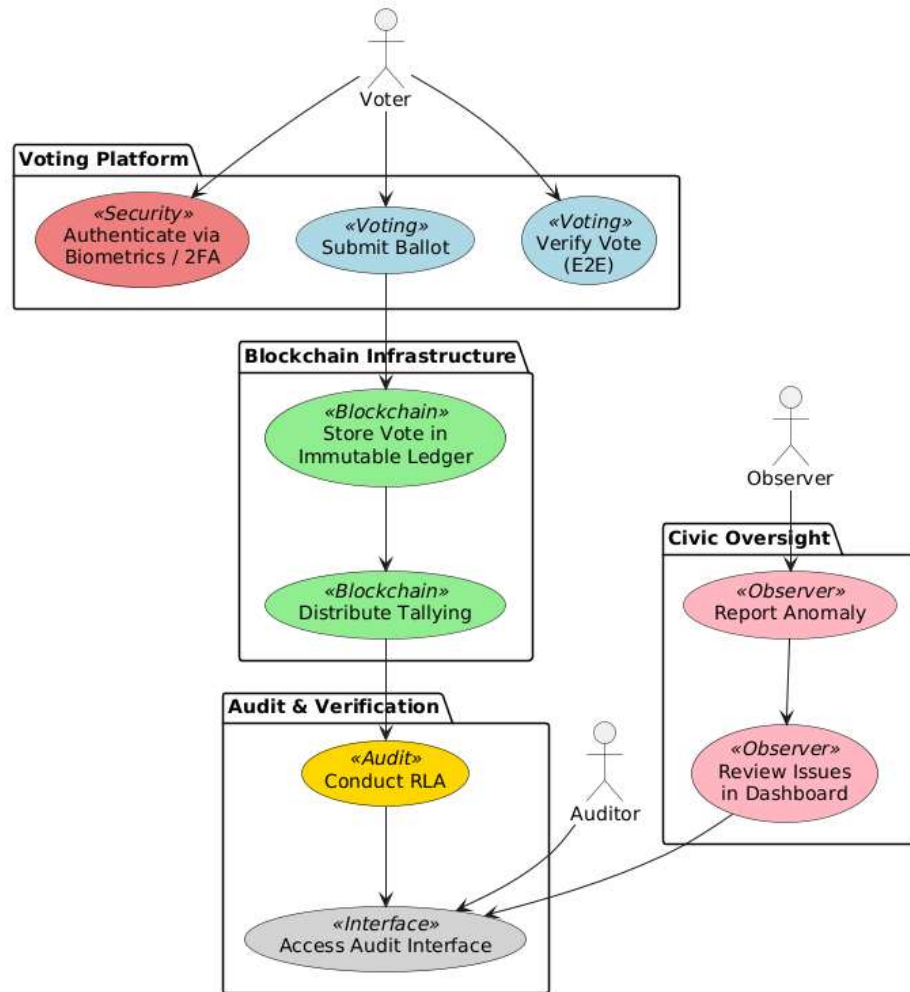 Voter
Voting Platform
«Security»
Authenticate via
Biometrics / 2FA
«Voting»
Submit Ballot
«Voting»
Verify Vote
(E2E)
Blockchain Infrastructure
«Blockchain»
Store Vote in
Immutable Ledger
Observer
Civic Oversight
«Blockchain»
Distribute Tallying
«Observer»
Report Anomaly
Audit & Verification
«Audit»
Conduct RLA
Auditor
«Observer»
Review Issues
in Dashboard
«Interface»
Access Audit Interface